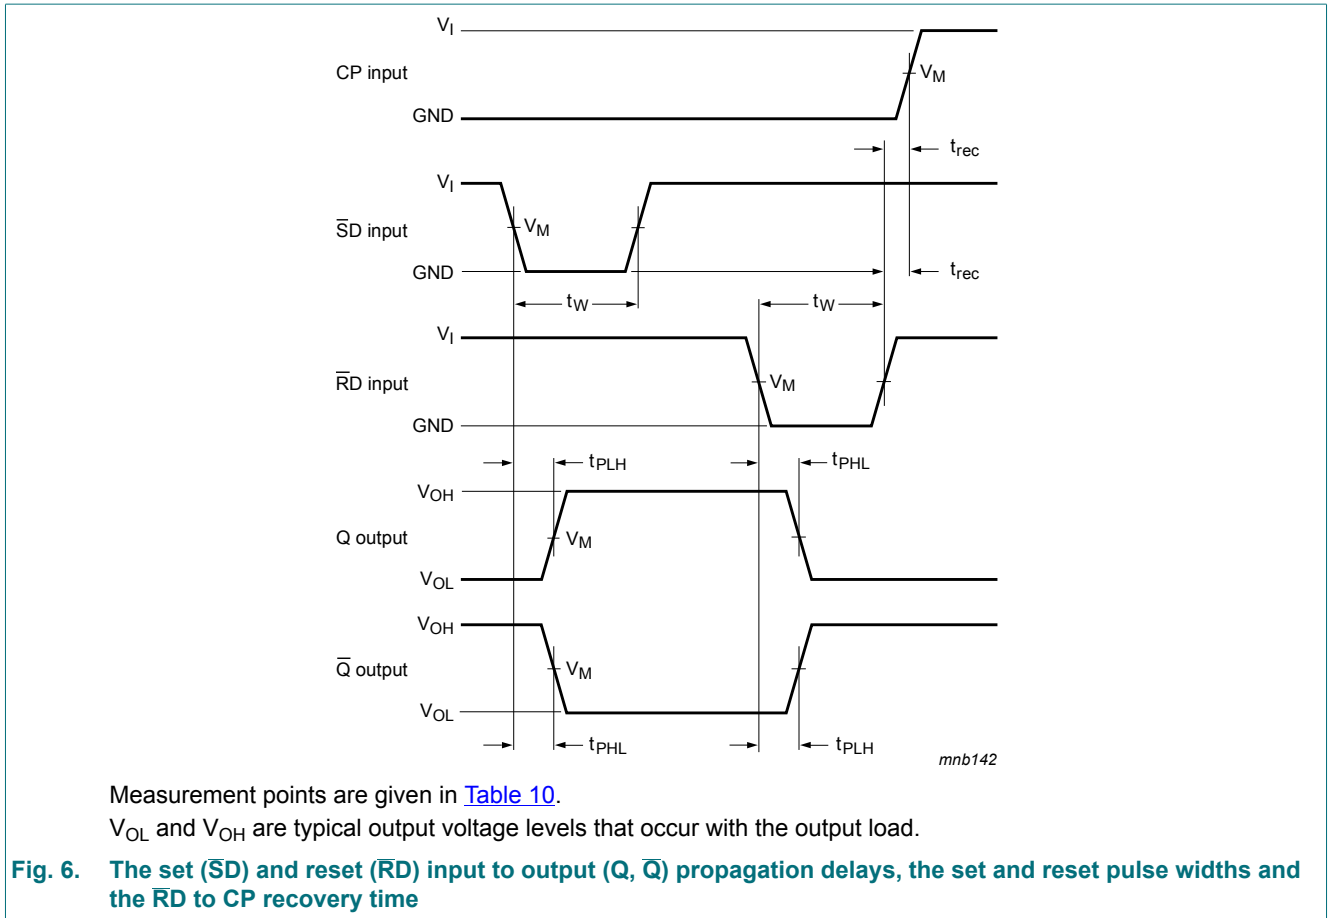 V_I
CP input
V_M
GND
t_rec
V_I
S̅D input
V_M
GND
t_rec
t_W
t_W
V_I
R̅D input
V_M
GND
t_PLH
t_PHL
V_OH
Q output
V_M
V_OL
V_OH
Q̅ output
V_M
V_OL
t_PHL
t_PLH
mnb142
Measurement points are given in Table 10.
V_OL and V_OH are typical output voltage levels that occur with the output load.
Fig. 6. The set (S̅D) and reset (R̅D) input to output (Q, Q̅) propagation delays, the set and reset pulse widths and
the R̅D to CP recovery time